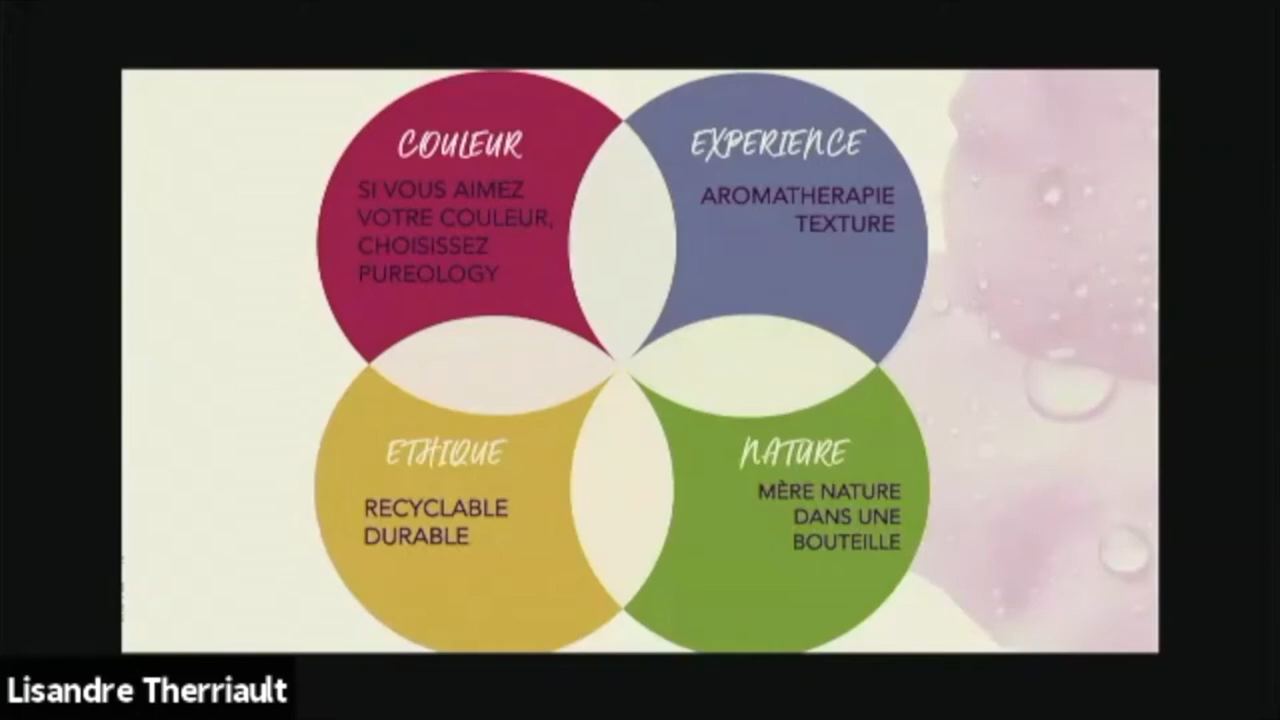 COULEUR
SI VOUS AIMEZ
VOTRE COULEUR,
CHOISISSEZ
PUREOLOGY
EXPERIENCE
AROMATHERAPIE
TEXTURE
ETHIQUE
RECYCLABLE
DURABLE
NATURE
MÈRE NATURE
DANS UNE
BOUTEILLE
Lisandre Therriault